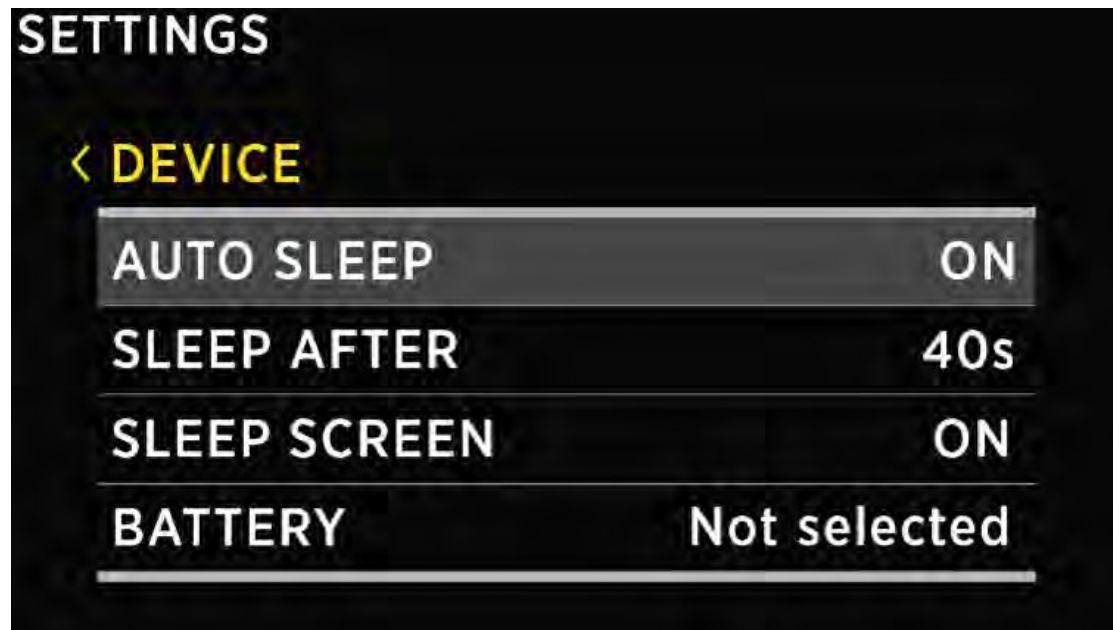 SETTINGS
< DEVICE
AUTO SLEEP ON
SLEEP AFTER 40s
SLEEP SCREEN ON
BATTERY Not selected